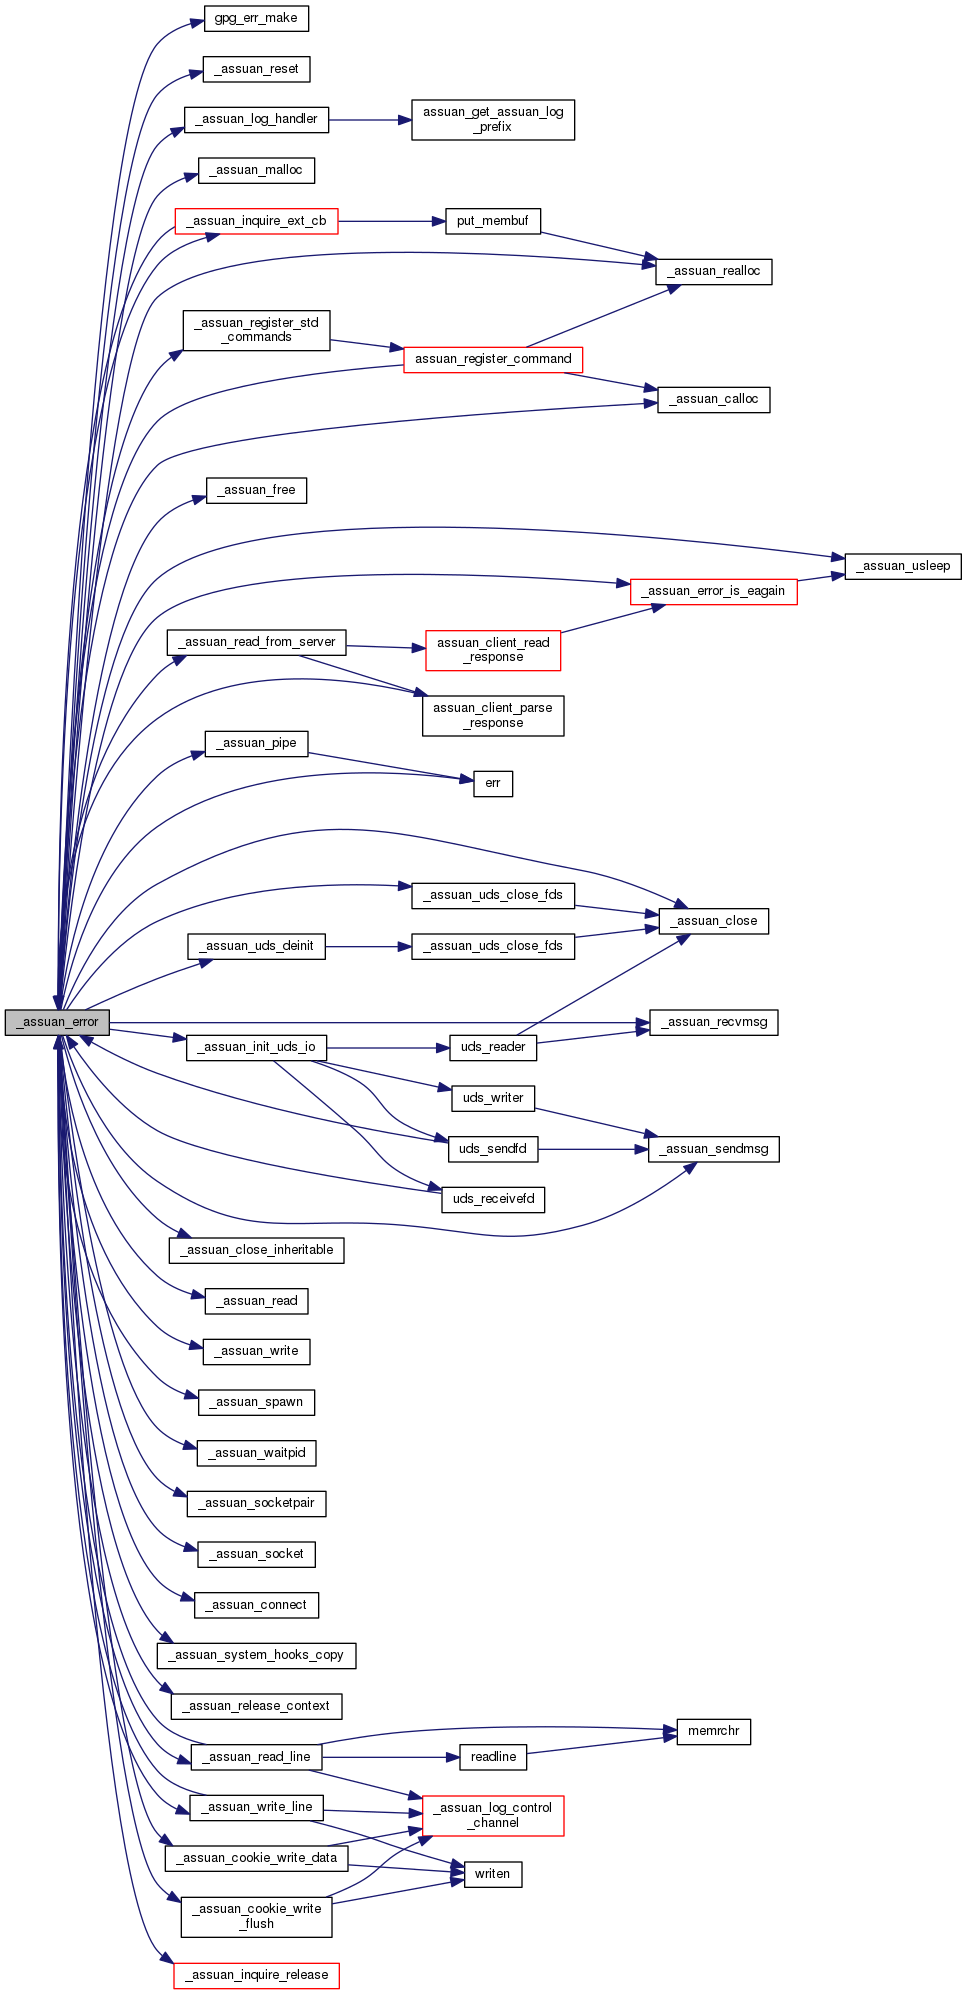 gpg_err_make
_assuan_reset
_assuan_log_handler
assuan_get_assuan_log
_prefix
_assuan_malloc
_assuan_inquire_ext_cb
put_membuf
_assuan_realloc
_assuan_register_std
_commands
assuan_register_command
_assuan_calloc
_assuan_free
_assuan_usleep
_assuan_error_is_eagain
_assuan_read_from_server
assuan_client_read
_response
assuan_client_parse
_response
_assuan_pipe
err
_assuan_uds_close_fds
_assuan_close
_assuan_uds_deinit
_assuan_uds_close_fds
_assuan_error
_assuan_recvmsg
_assuan_init_uds_io
uds_reader
uds_writer
uds_sendfd
_assuan_sendmsg
uds_receivefd
_assuan_close_inheritable
_assuan_read
_assuan_write
_assuan_spawn
_assuan_waitpid
_assuan_socketpair
_assuan_socket
_assuan_connect
_assuan_system_hooks_copy
_assuan_release_context
memrchr
_assuan_read_line
readline
_assuan_write_line
_assuan_log_control
_channel
_assuan_cookie_write_data
writen
_assuan_cookie_write
_flush
_assuan_inquire_release